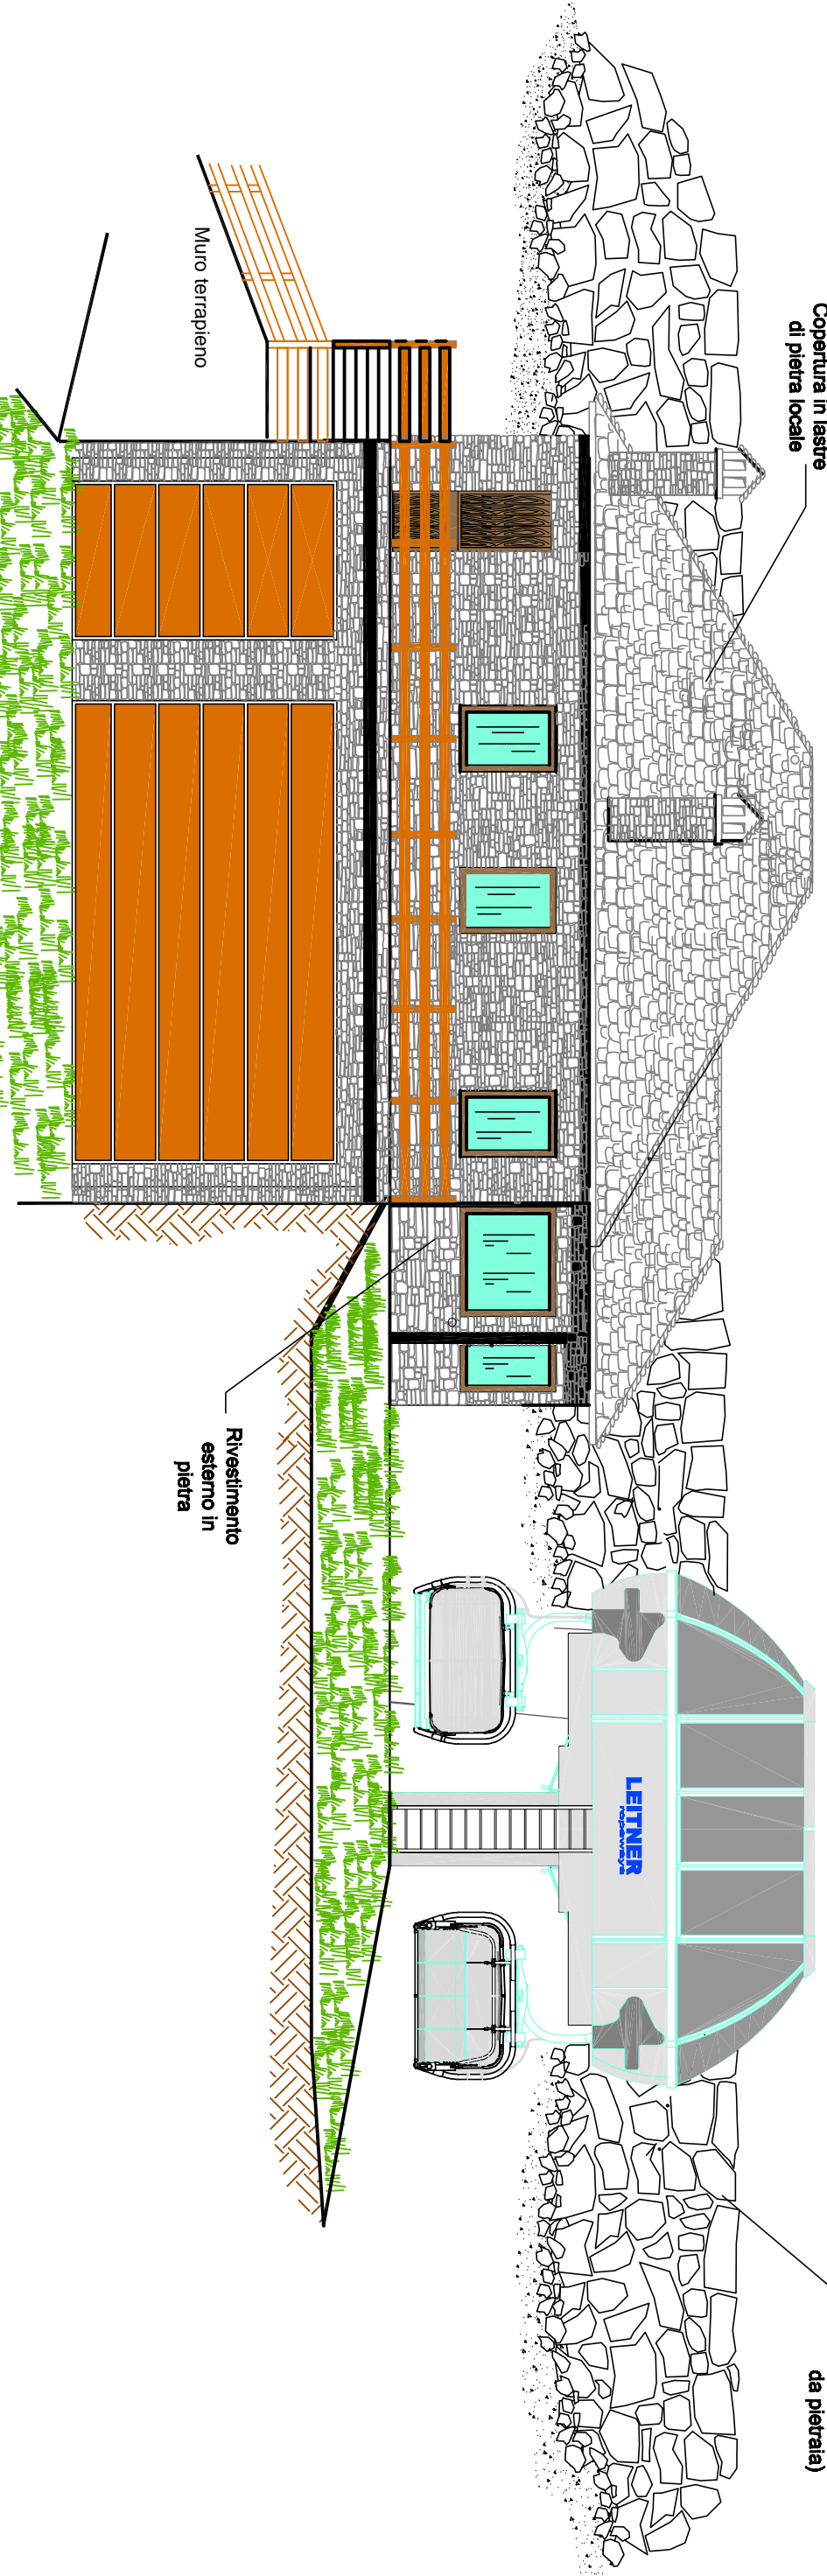 Copertura in lastre
di pietra locale
Muro terrapieno
Rivestimento
esterno in
pietra
LEITNER
ropeways
da pietraia)